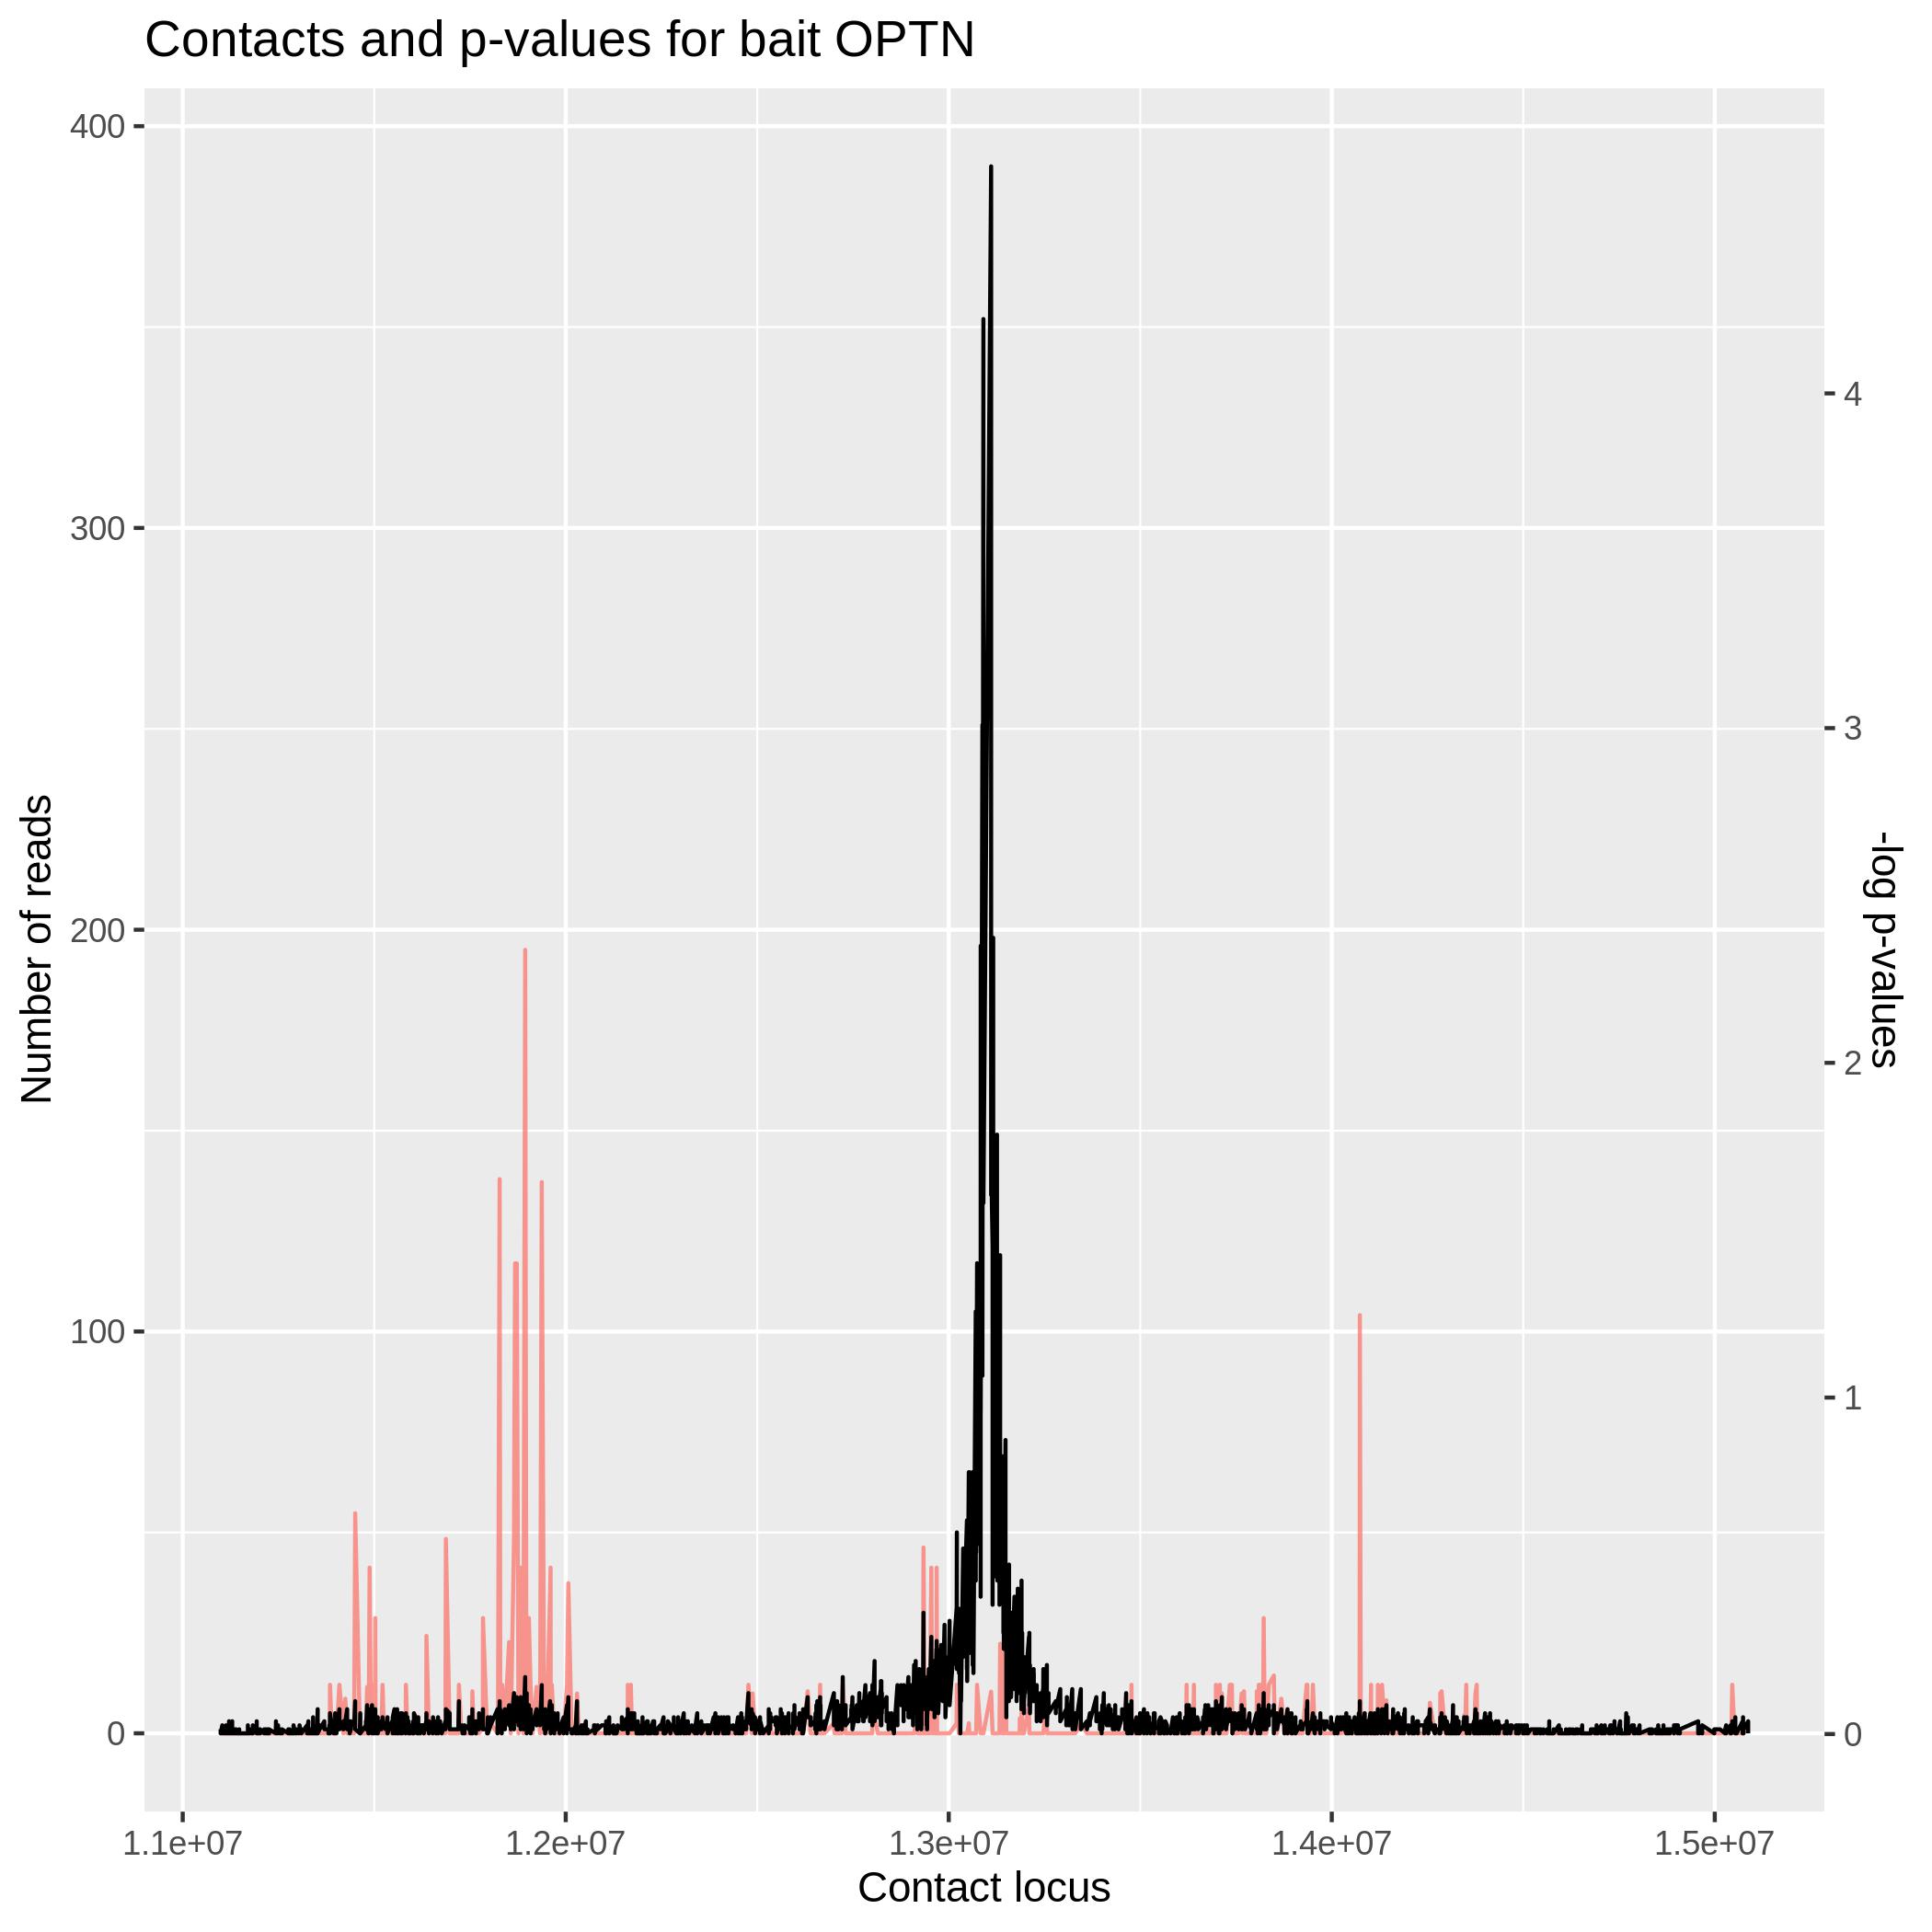 Contacts and p-values for bait OPTN
400
300
200
100
0
Number of reads
4
3
2
1
0
-log p-values
1.1e+07
1.2e+07
1.3e+07
1.4e+07
1.5e+07
Contact locus